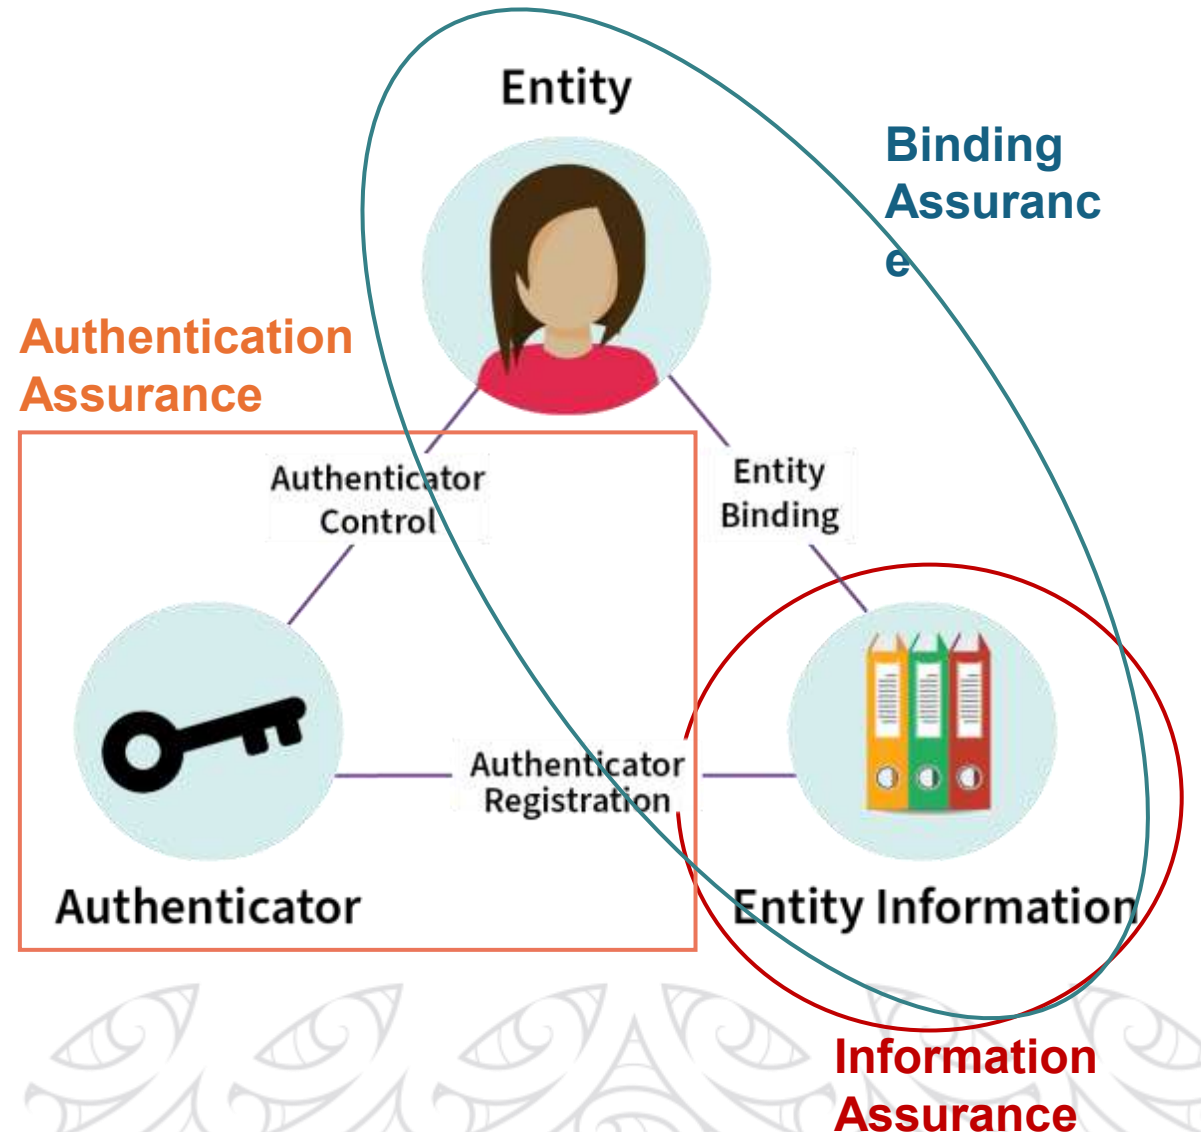 Entity
Binding
Assuranc
e
Authentication
Assurance
Authenticator
Control
Entity
Binding
Authenticator
Registration
Authenticator
Entity Information
Information
Assurance